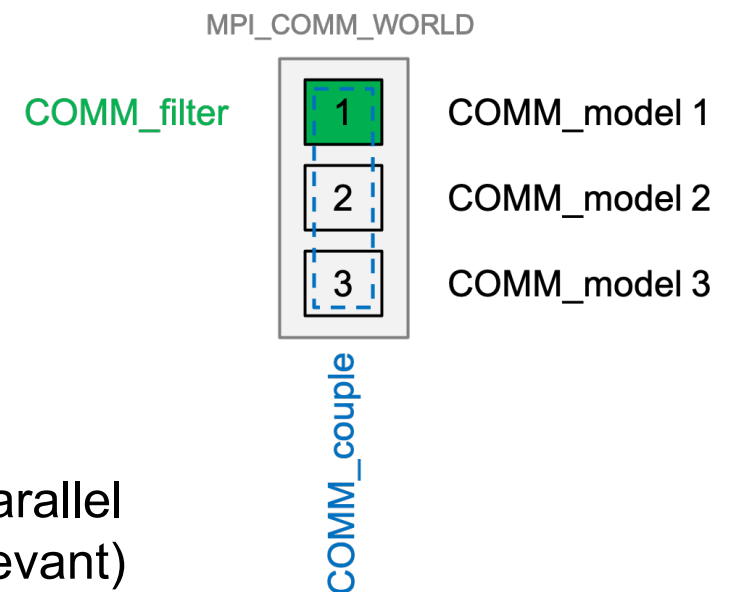 MPI_COMM_WORLD
COMM_filter 1 COMM_model 1
2 COMM_model 2
3 COMM_model 3
COMM_couple
arallel
evant)